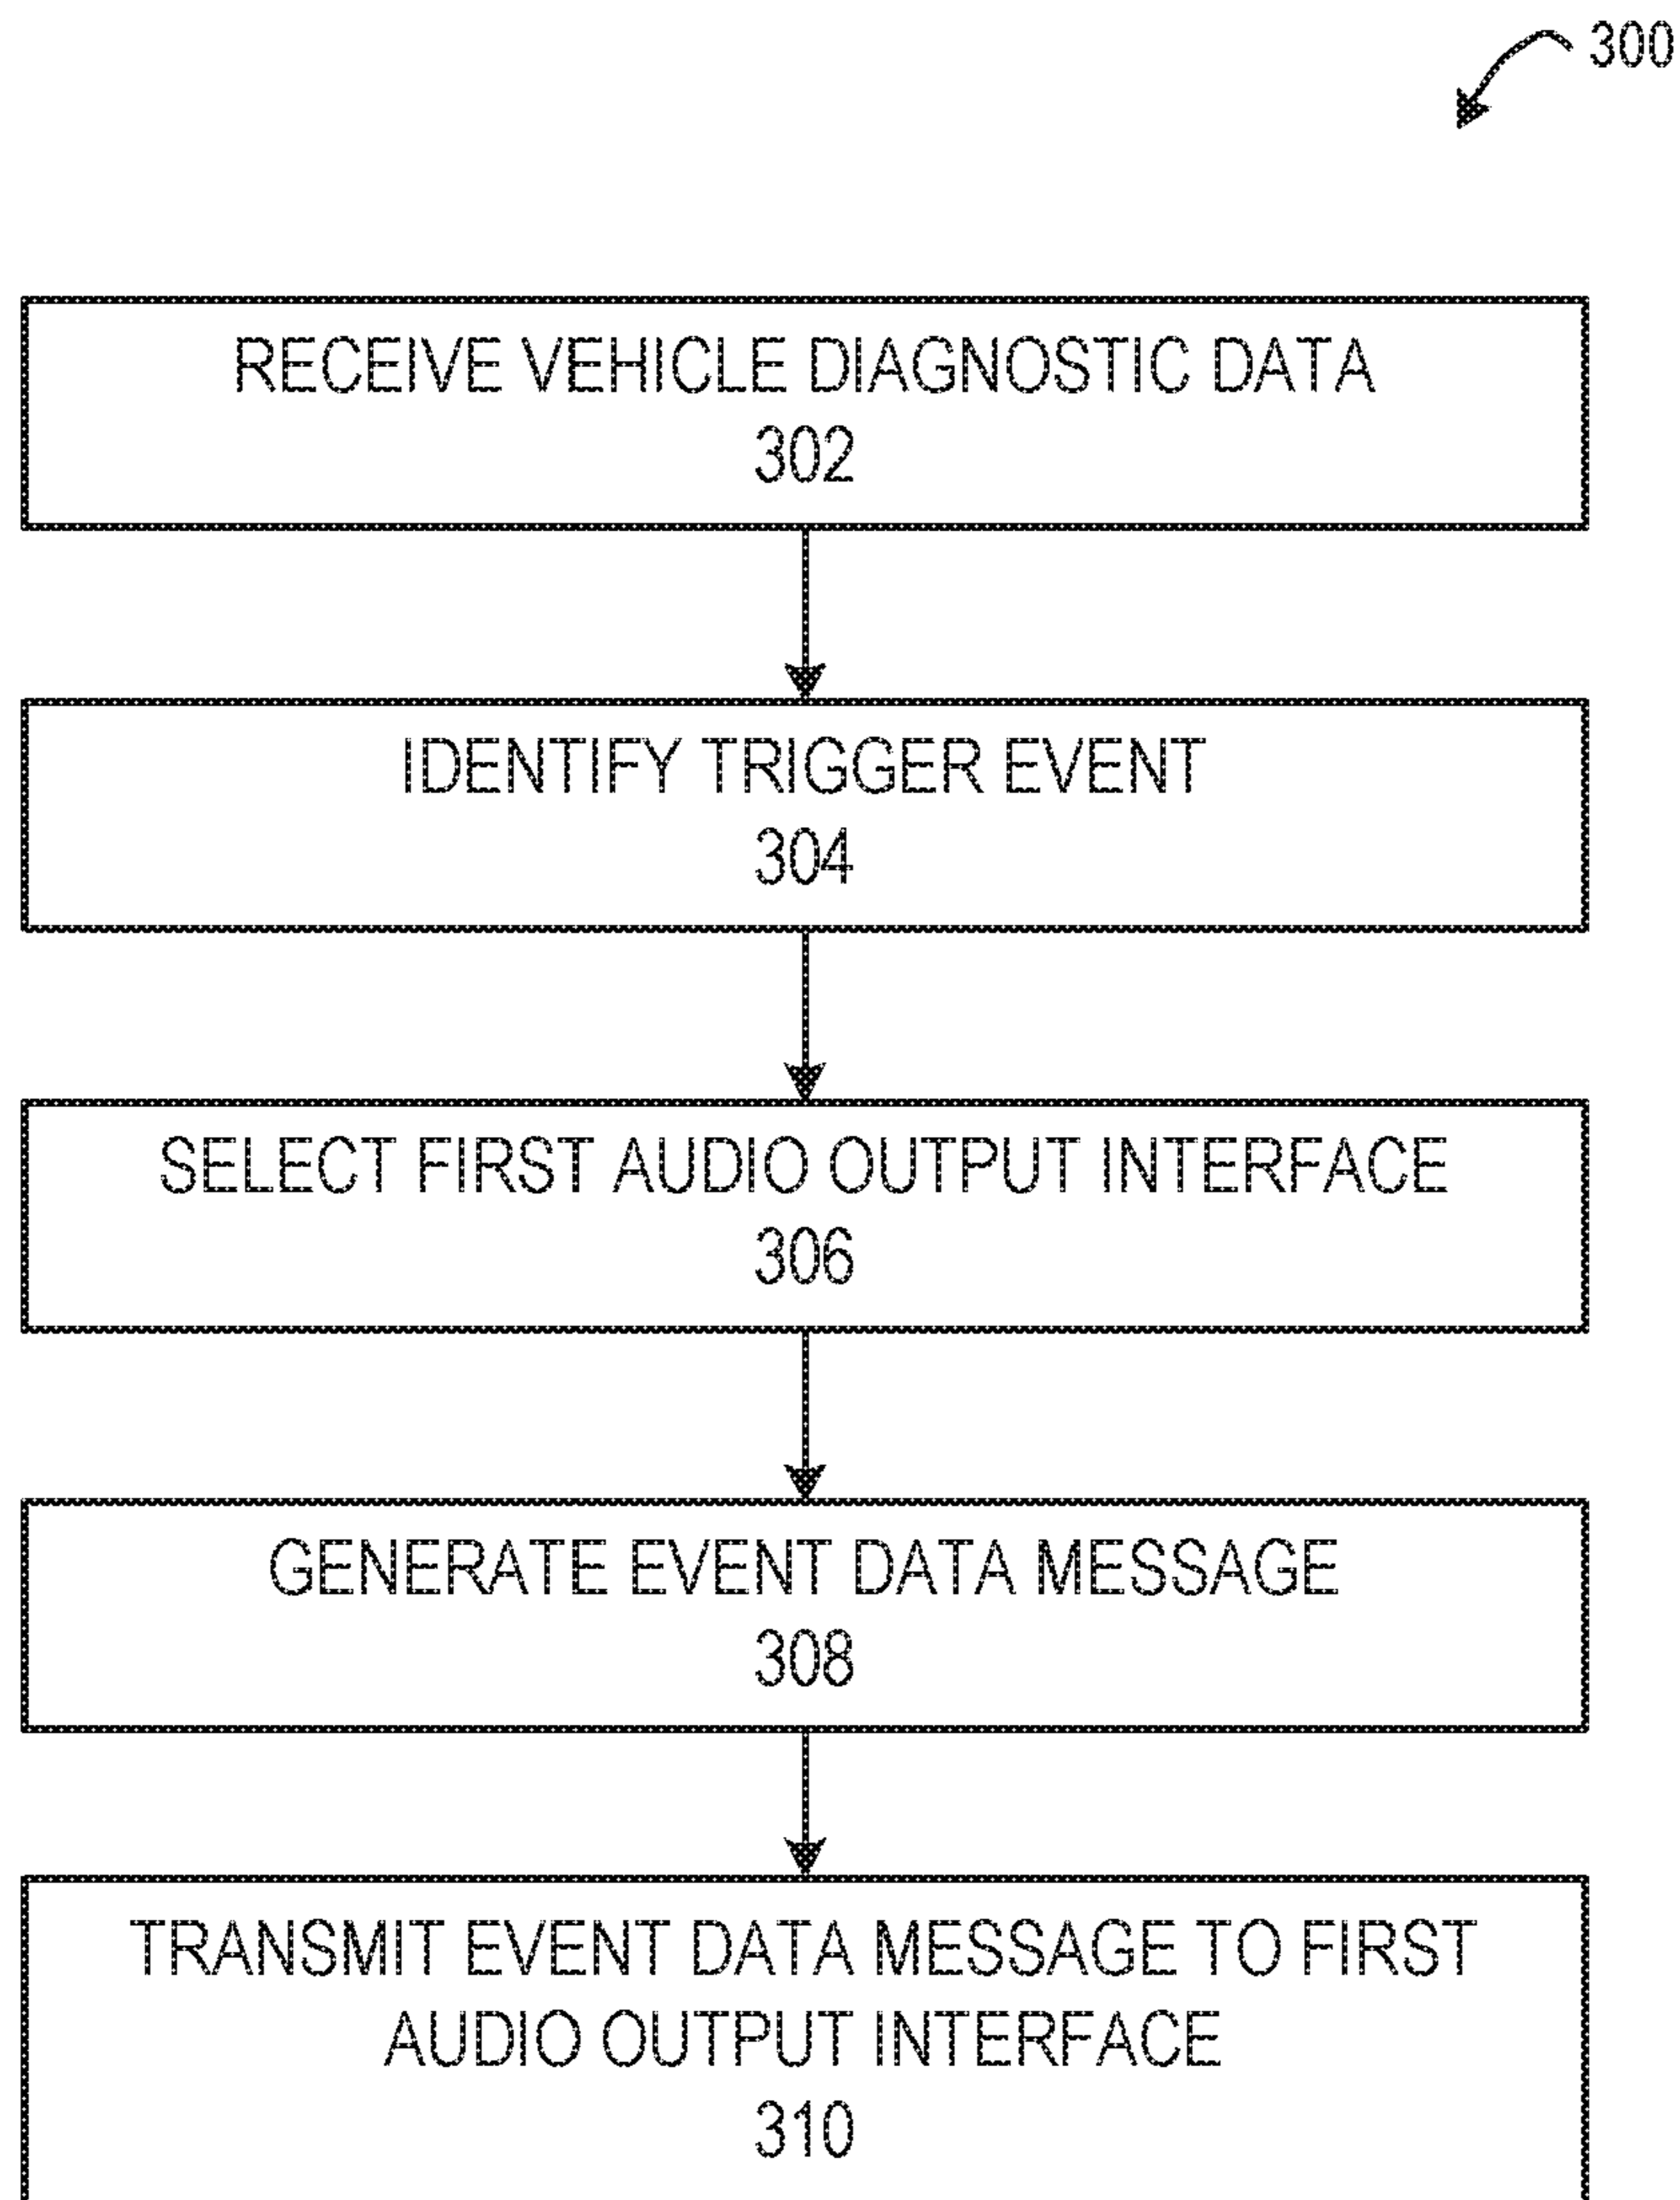 300
RECEIVE VEHICLE DIAGNOSTIC DATA
302
IDENTIFY TRIGGER EVENT
304
SELECT FIRST AUDIO OUTPUT INTERFACE
306
GENERATE EVENT DATA MESSAGE
308
TRANSMIT EVENT DATA MESSAGE TO FIRST
AUDIO OUTPUT INTERFACE
310